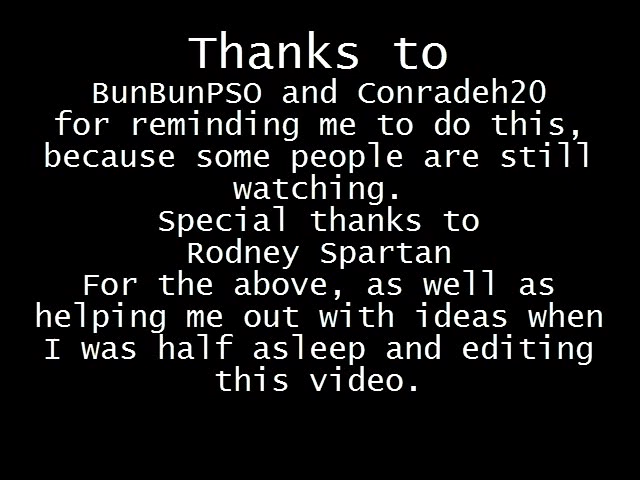 Thanks to
BunBunPSO and Conradeh20
for reminding me to do this,
because some people are still
watching.
Special thanks to
Rodney Spartan
For the above, as well as
helping me out with ideas when
I was half asleep and editing
this video.